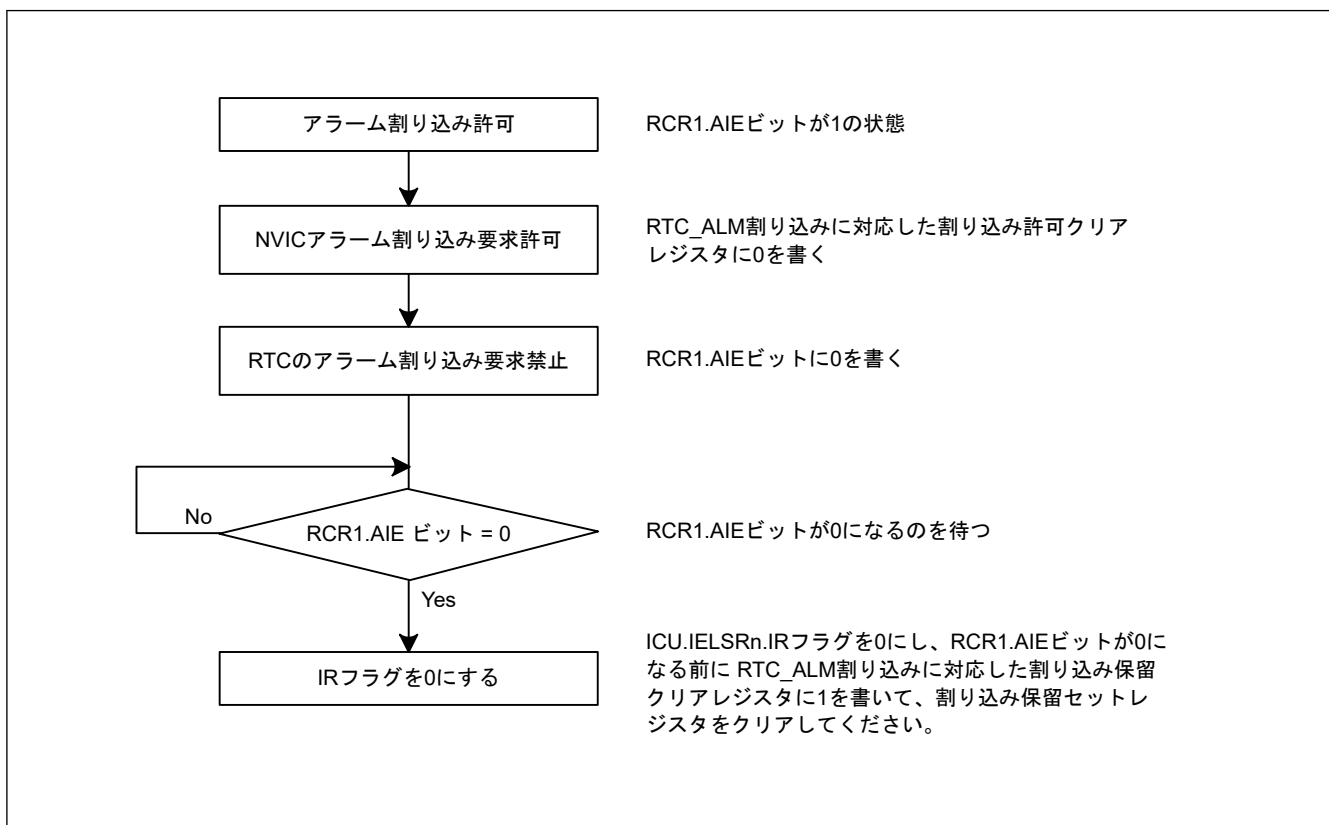 アラーム割り込み許可
RCR1.AIEビットが1の状態
NVICアラーム割り込み要求許可
RTC_ALM割り込みに対応した割り込み許可クリア
レジスタに0を書く
RTCのアラーム割り込み要求禁止
RCR1.AIEビットに0を書く
No
RCR1.AIE ビット = 0
RCR1.AIEビットが0になるのを待つ
Yes
IRフラグを0にする
ICU.IELSRn.IRフラグを0にし、RCR1.AIEビットが0に
なる前に RTC_ALM割り込みに対応した割り込み保留
クリアレジスタに1を書いて、割り込み保留セットレ
ジスタをクリアしてください。